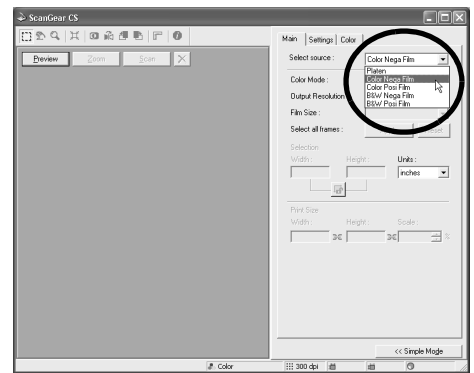 ScanGear CS
Main Settings Color
Preview Zoom Scan
Select source : Color Nega Film
Platen
Color Nega Film
Color Posi Film
B&W Nega Film
B&W Posi Film
Color Mode :
Output Resolution
Film Size :
Select all frames :
Selection
Width : Height : Units :
inches
Print Size
Width : Height : Scale :
%
<< Simple Mode
Color 300 dpi